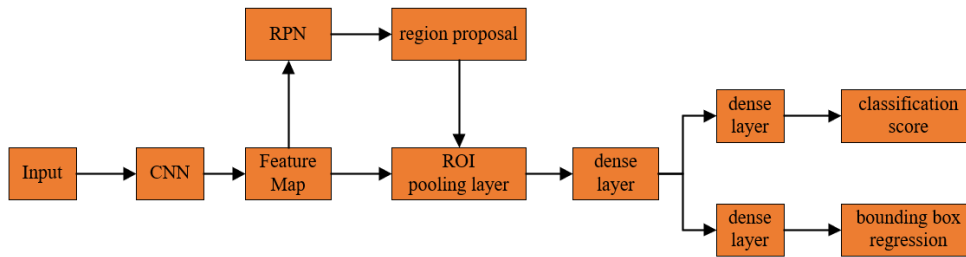 RPN
region proposal
dense
layer
classification
score
Input
CNN
Feature
Map
ROI
pooling layer
dense
layer
dense
layer
bounding box
regression